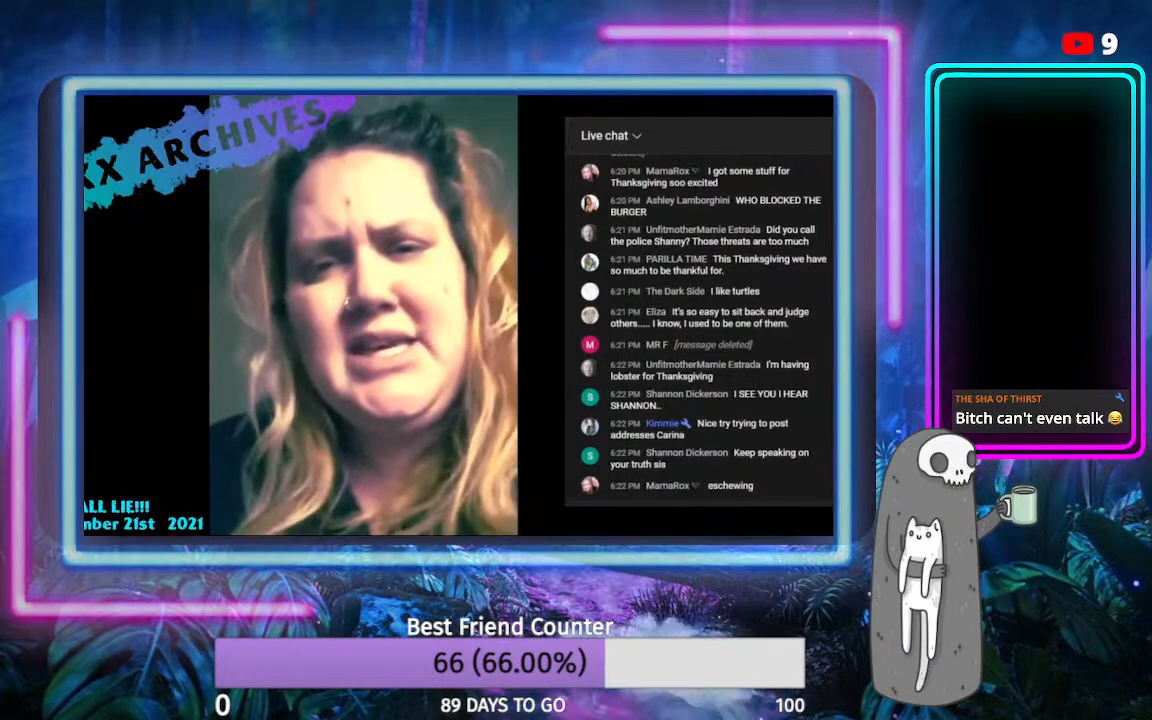 9
XX ARCHIVES
Live chat
6:20 PM MamaRox I got some stuff for
Thanksgiving soo excited
6:20 PM Ashley Lamborghini WHO BLOCKED THE
BURGER
6:21 PM UnfitmotherMamie Estrada Did you call
the police Shanny? Those threats are too much
6:21 PM PARILLA TIME This Thanksgiving we have
so much to be thankful for.
6:21 PM The Dark Side I like turtles
6:21 PM Eliza It's so easy to sit back and judge
others..... I know, I used to be one of them.
M 6:21 PM MR F [message deleted]
6:22 PM UnfitmotherMamie Estrada I'm having
lobster for Thanksgiving
S 6:22 PM Shannon Dickerson I SEE YOU I HEAR
SHANNON..
6:22 PM Kimmie Nice try trying to post
addresses Carina
S 6:22 PM Shannon Dickerson Keep speaking on
your truth sis
6:22 PM MamaRox eschewing
THE SHA OF THIRST
Bitch can't even talk 😂
ALL LIE!!!
mber 21st 2021
Best Friend Counter
66 (66.00%)
0 89 DAYS TO GO 100